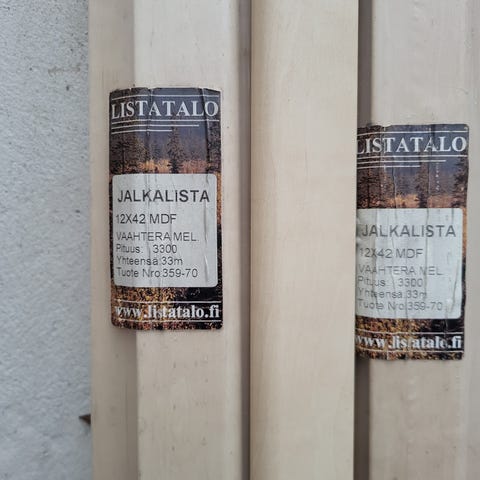 LISTATALO
JALKALISTA
12X42 MDF
VAAHTERA MEL.
Pituus: 3300
Yhteensä:33m
Tuote Nro:359-70
www.listatalo.fi
LISTATALO
JALKALISTA
12X42 MDF
VAAHTERA MEL.
Pituus: 3300
Yhteensä:33m
Tuote Nro:359-70
www.listatalo.fi